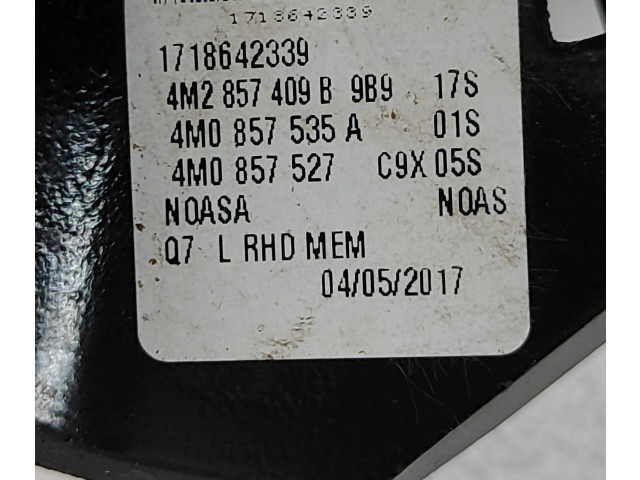 1718642339
1718642339
4M2 857 409 B 9B9 17S
4M0 857 535 A 01S
4M0 857 527 C9X 05S
NOASA NOAS
Q7 L RHD MEM
04/05/2017